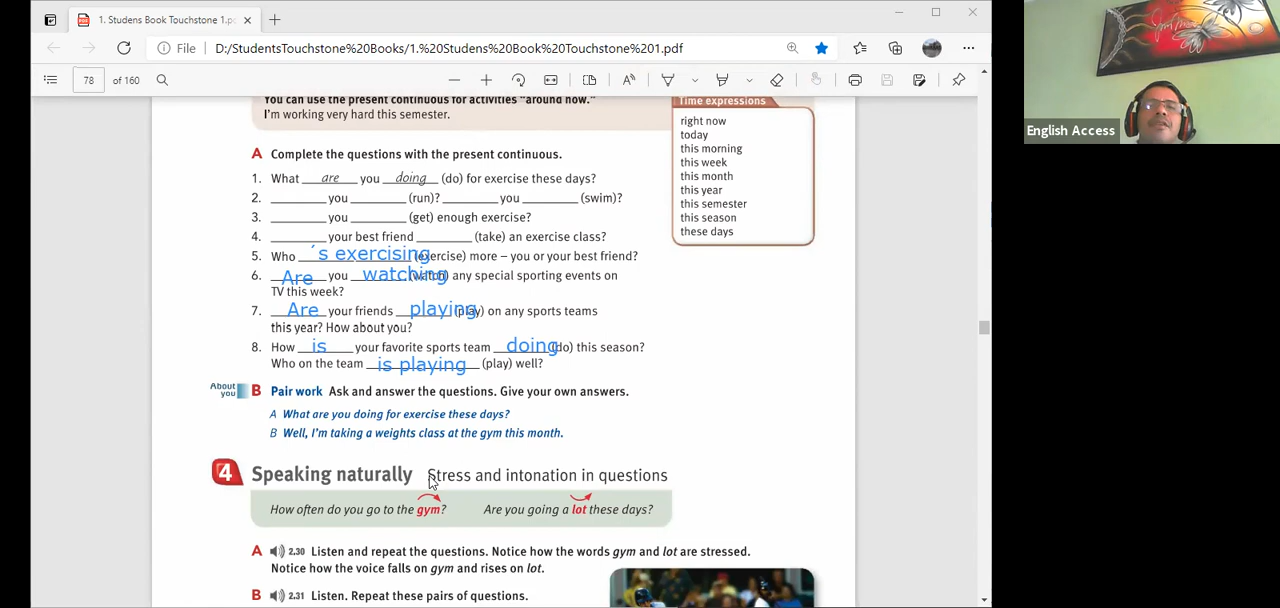 1. Studens Book Touchstone 1.pc
File D:/StudentsTouchstone%20Books/1.%20Studens%20Book%20Touchstone%201.pdf
78 of 160
You can use the present continuous for activities "around now."
I'm working very hard this semester.
Time expressions
right now
today
this morning
this week
this month
this year
this semester
this season
these days
A Complete the questions with the present continuous.
1. What are you doing (do) for exercise these days?
2. ________ you ________ (run)? ________ you ________ (swim)?
3. ________ you ________ (get) enough exercise?
4. ________ your best friend ________ (take) an exercise class?
5. Who ´s exercising (exercise) more – you or your best friend?
6. Are you watching (watch) any special sporting events on
TV this week?
7. Are your friends playing (play) on any sports teams
this year? How about you?
8. How is your favorite sports team doing (do) this season?
Who on the team is playing (play) well?
About you
B Pair work Ask and answer the questions. Give your own answers.
A What are you doing for exercise these days?
B Well, I'm taking a weights class at the gym this month.
4 Speaking naturally Stress and intonation in questions
How often do you go to the gym? Are you going a lot these days?
A 2.30 Listen and repeat the questions. Notice how the words gym and lot are stressed.
Notice how the voice falls on gym and rises on lot.
B 2.31 Listen. Repeat these pairs of questions.
English Access